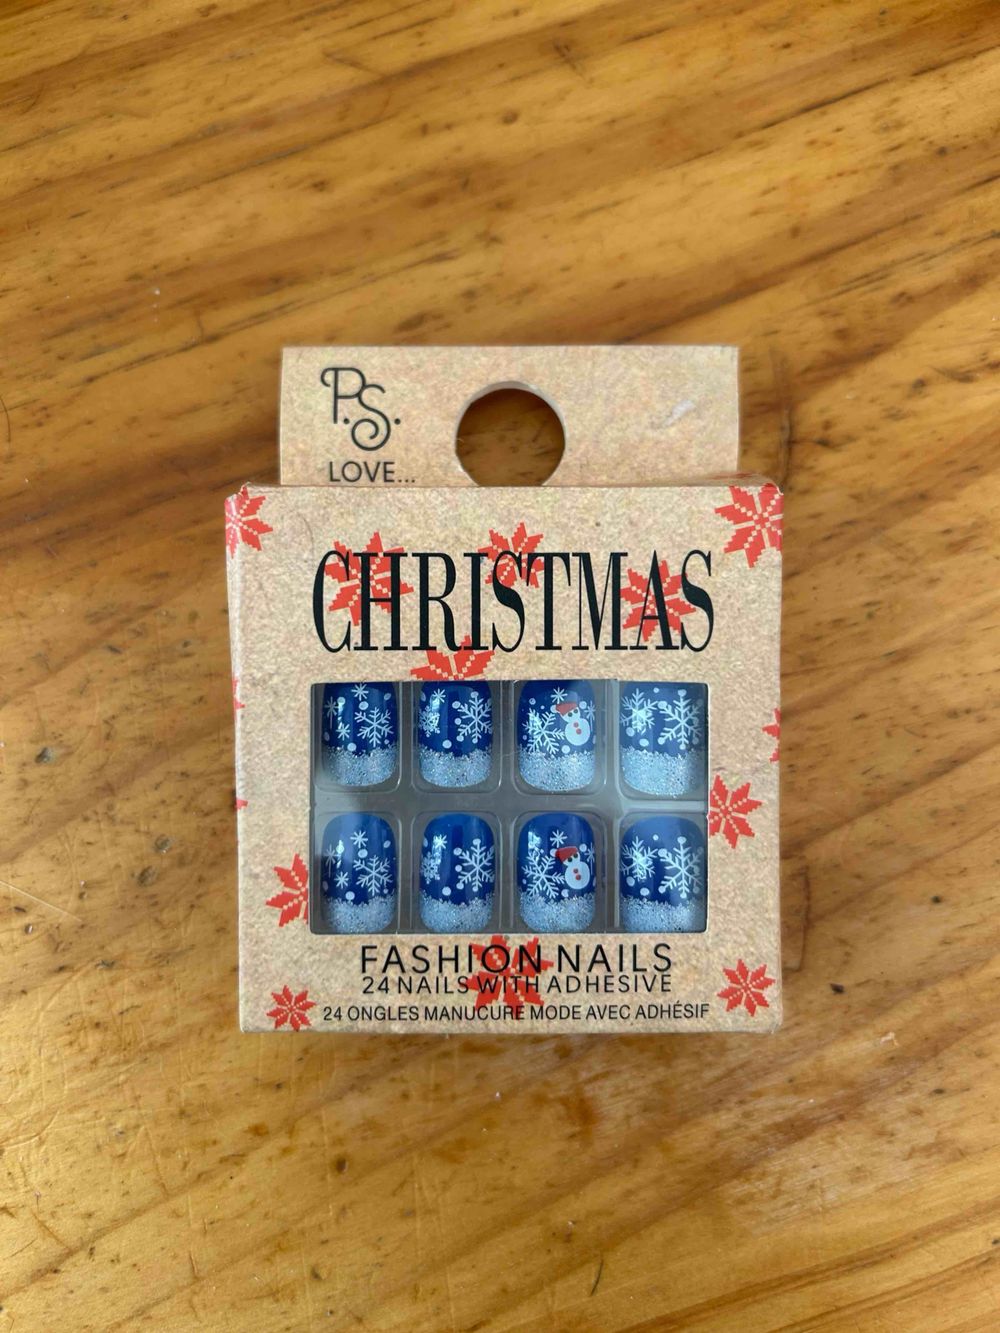 P.S.
LOVE...
CHRISTMAS
FASHION NAILS
24 NAILS WITH ADHESIVE
24 ONGLES MANUCURE MODE AVEC ADHÉSIF